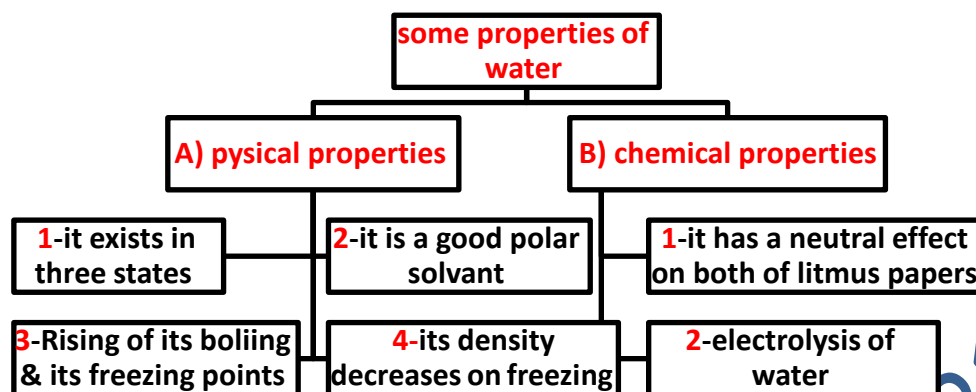 some properties of
water
A) pysical properties
B) chemical properties
1-it exists in
three states
2-it is a good polar
solvant
1-it has a neutral effect
on both of litmus papers
3-Rising of its boliing
& its freezing points
4-its density
decreases on freezing
2-electrolysis of
water